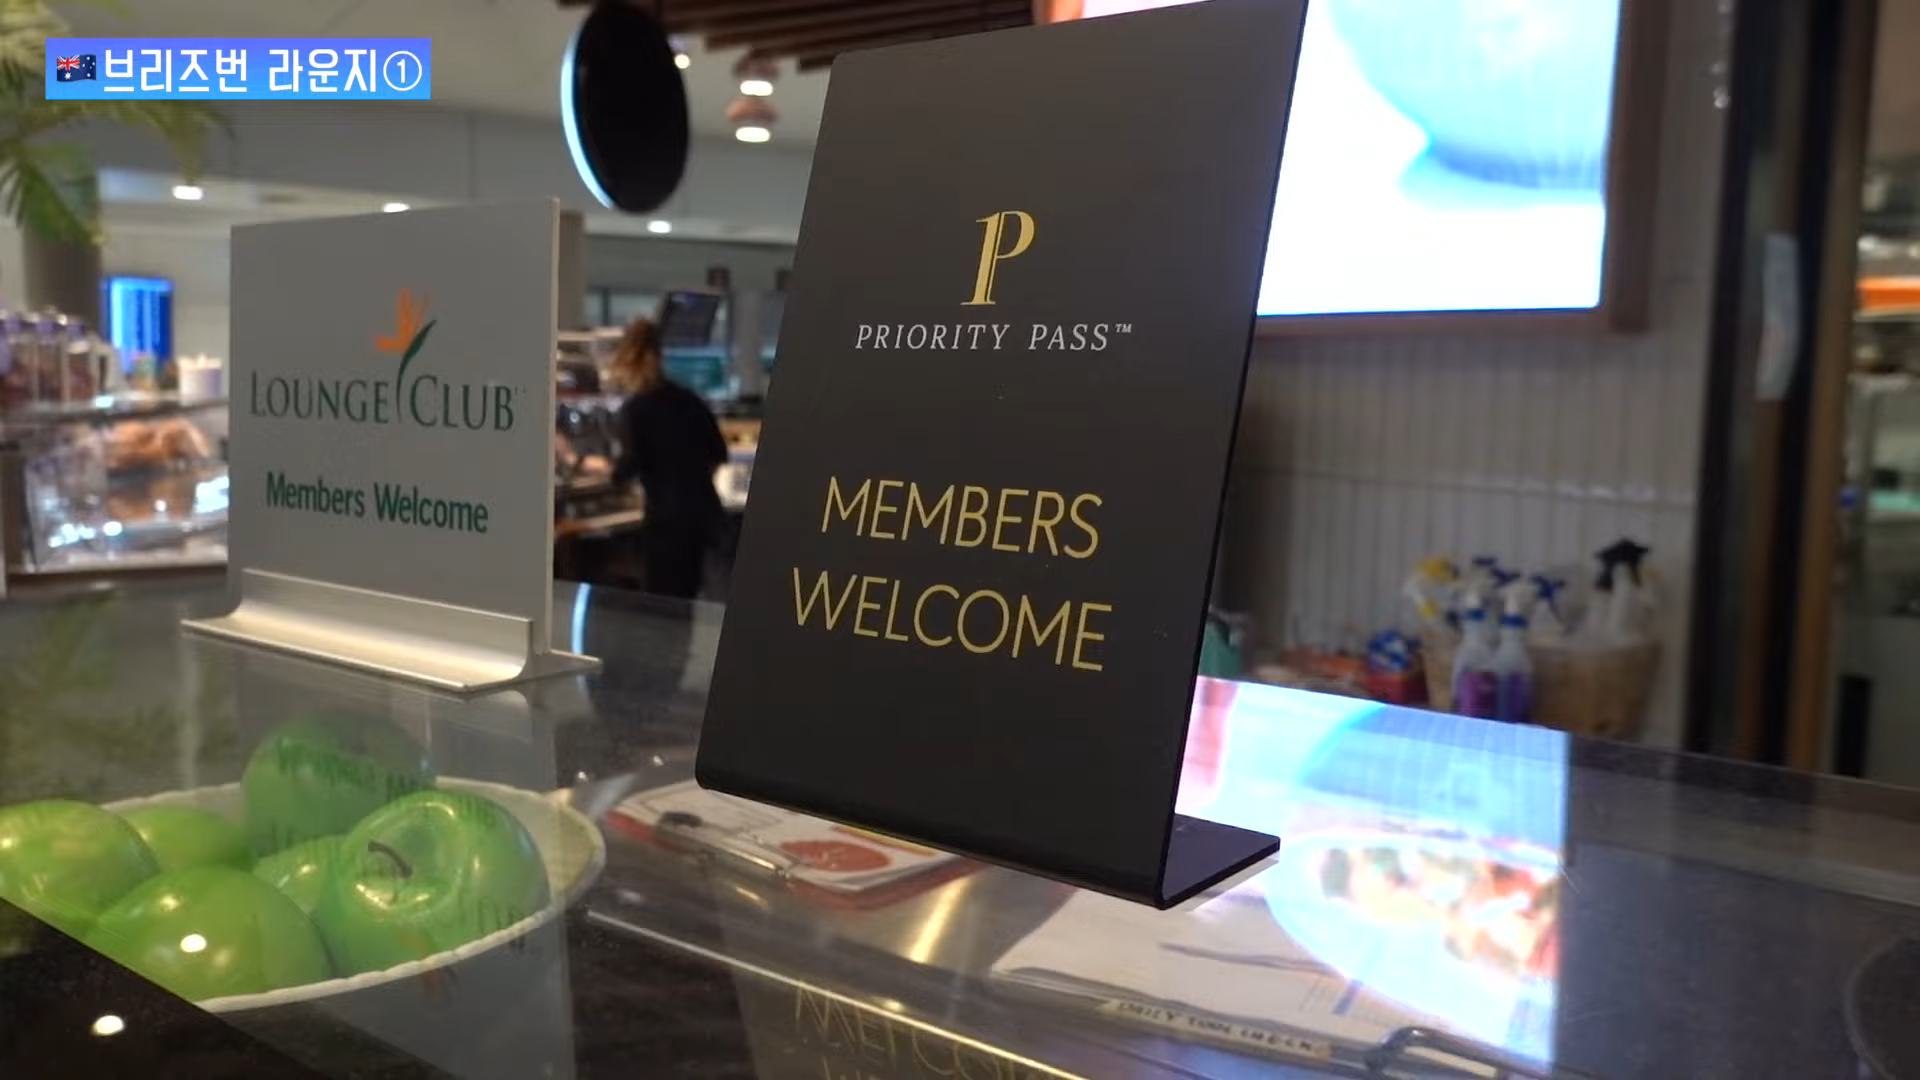 🇦🇺브리즈번 라운지①
LOUNGE CLUB
Members Welcome
P
PRIORITY PASS™
MEMBERS
WELCOME